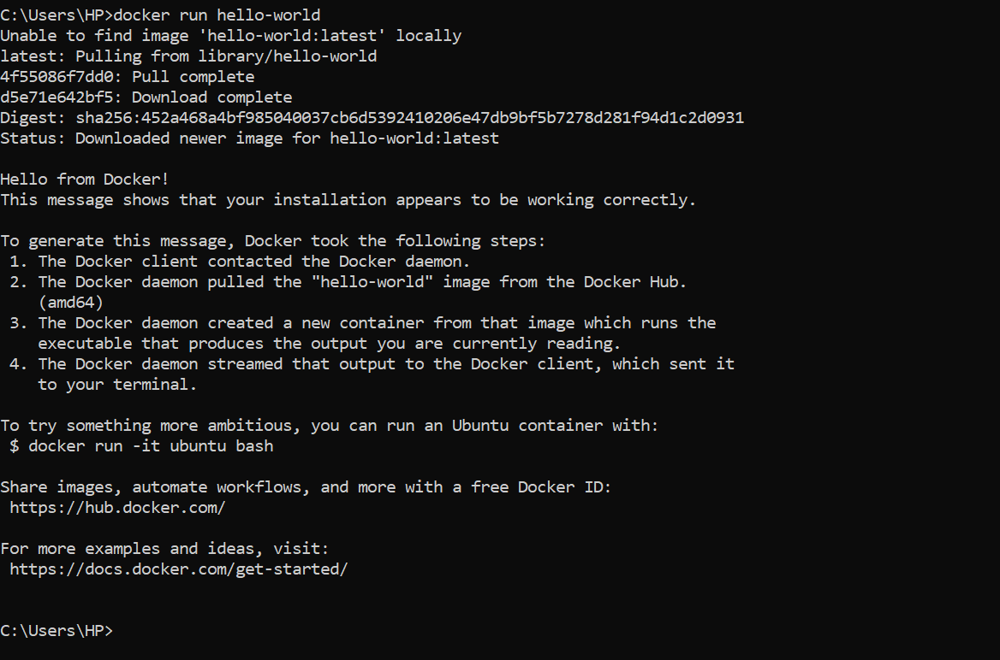 C:\Users\HP>docker run hello-world
Unable to find image 'hello-world:latest' locally
latest: Pulling from library/hello-world
4f55086f7dd0: Pull complete
d5e71e642bf5: Download complete
Digest: sha256:452a468a4bf985040037cb6d5392410206e47db9bf5b7278d281f94d1c2d0931
Status: Downloaded newer image for hello-world:latest

Hello from Docker!
This message shows that your installation appears to be working correctly.

To generate this message, Docker took the following steps:
 1. The Docker client contacted the Docker daemon.
 2. The Docker daemon pulled the "hello-world" image from the Docker Hub.
    (amd64)
 3. The Docker daemon created a new container from that image which runs the
    executable that produces the output you are currently reading.
 4. The Docker daemon streamed that output to the Docker client, which sent it
    to your terminal.

To try something more ambitious, you can run an Ubuntu container with:
 $ docker run -it ubuntu bash

Share images, automate workflows, and more with a free Docker ID:
 https://hub.docker.com/

For more examples and ideas, visit:
 https://docs.docker.com/get-started/


C:\Users\HP>